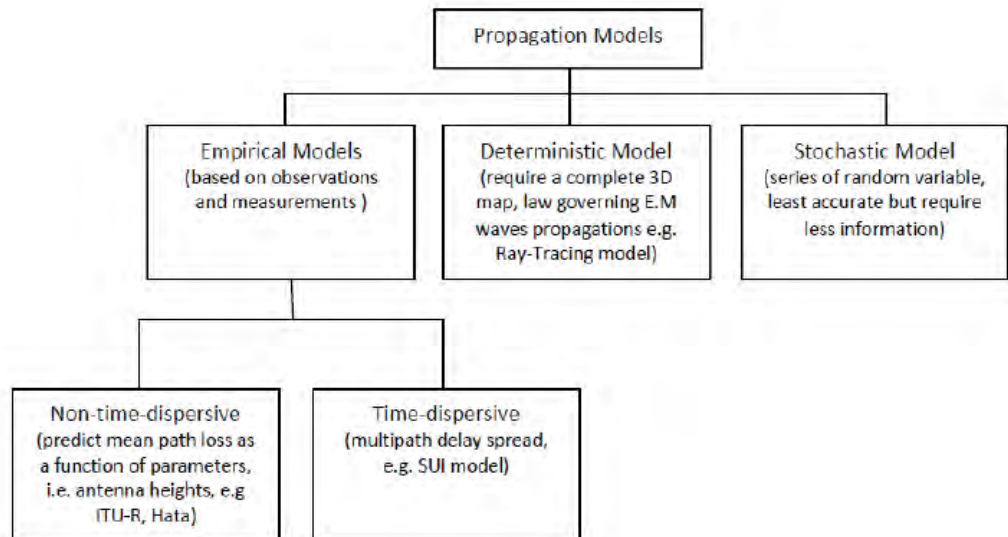 Propagation Models
Empirical Models
(based on observations
and measurements )
Deterministic Model
(require a complete 3D
map, law governing E.M
waves propagations e.g.
Ray-Tracing model)
Stochastic Model
(series of random variable,
least accurate but require
less information)
Non-time-dispersive
(predict mean path loss as
a function of parameters,
i.e. antenna heights, e.g
ITU-R, Hata)
Time-dispersive
(multipath delay spread,
e.g. SUI model)